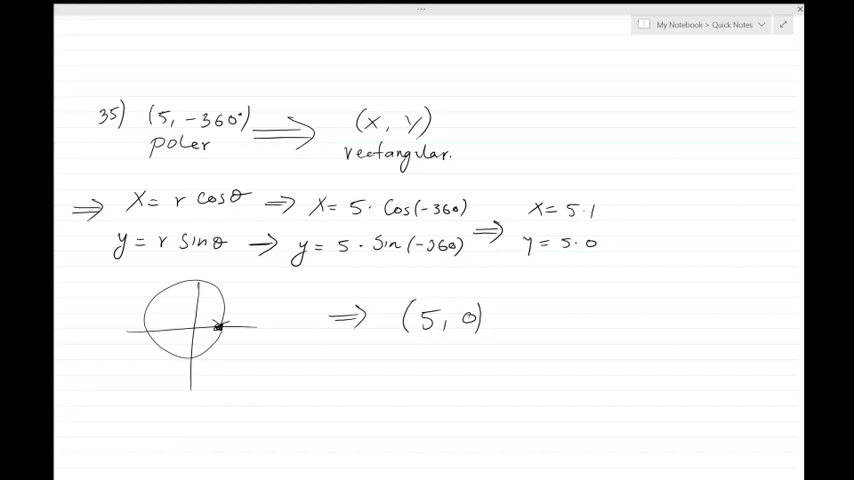 My Notebook > Quick Notes
35) (5, -360°) ⟹ (x, y)
poler rectangular.
⟹ x = r cosθ ⟹ x = 5 · cos(-360) ⟹ x = 5·1
y = r sinθ → y = 5 · sin(-360) y = 5·0
⟹ (5, 0)